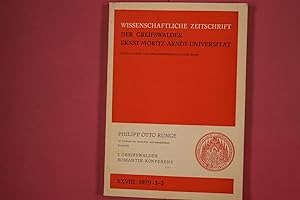 WISSENSCHAFTLICHE ZEITSCHRIFT
DER GREIFSWALDER
ERNST-MORITZ-ARNDT-UNIVERSITÄT
PHILIPP OTTO RUNGE
2. GREIFSWALDER
ROMANTIK-KONFERENZ
XXVIII · 1979 · 1-2